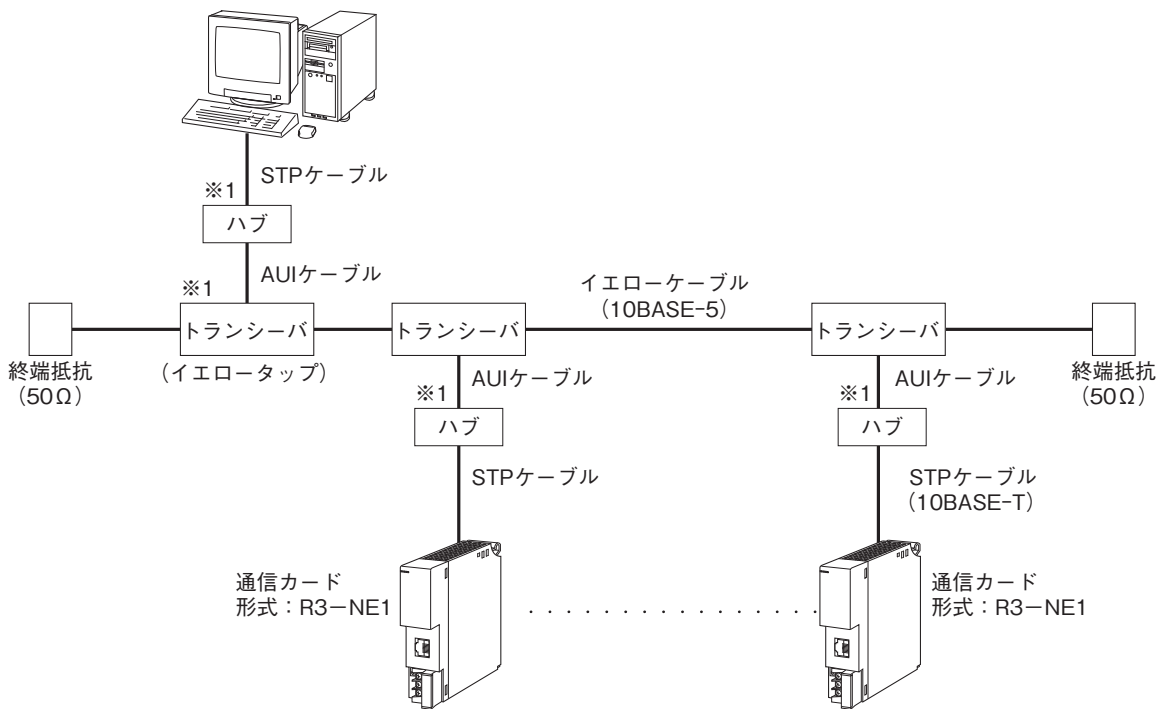 STPケーブル
※1
ハブ
AUIケーブル
※1
イエローケーブル
(10BASE-5)
トランシーバ
トランシーバ
トランシーバ
終端抵抗
(50Ω)
(イエロータップ)
AUIケーブル
AUIケーブル
終端抵抗
(50Ω)
※1
※1
ハブ
ハブ
STPケーブル
STPケーブル
(10BASE-T)
通信カード
形式：R3－NE1
通信カード
形式：R3－NE1